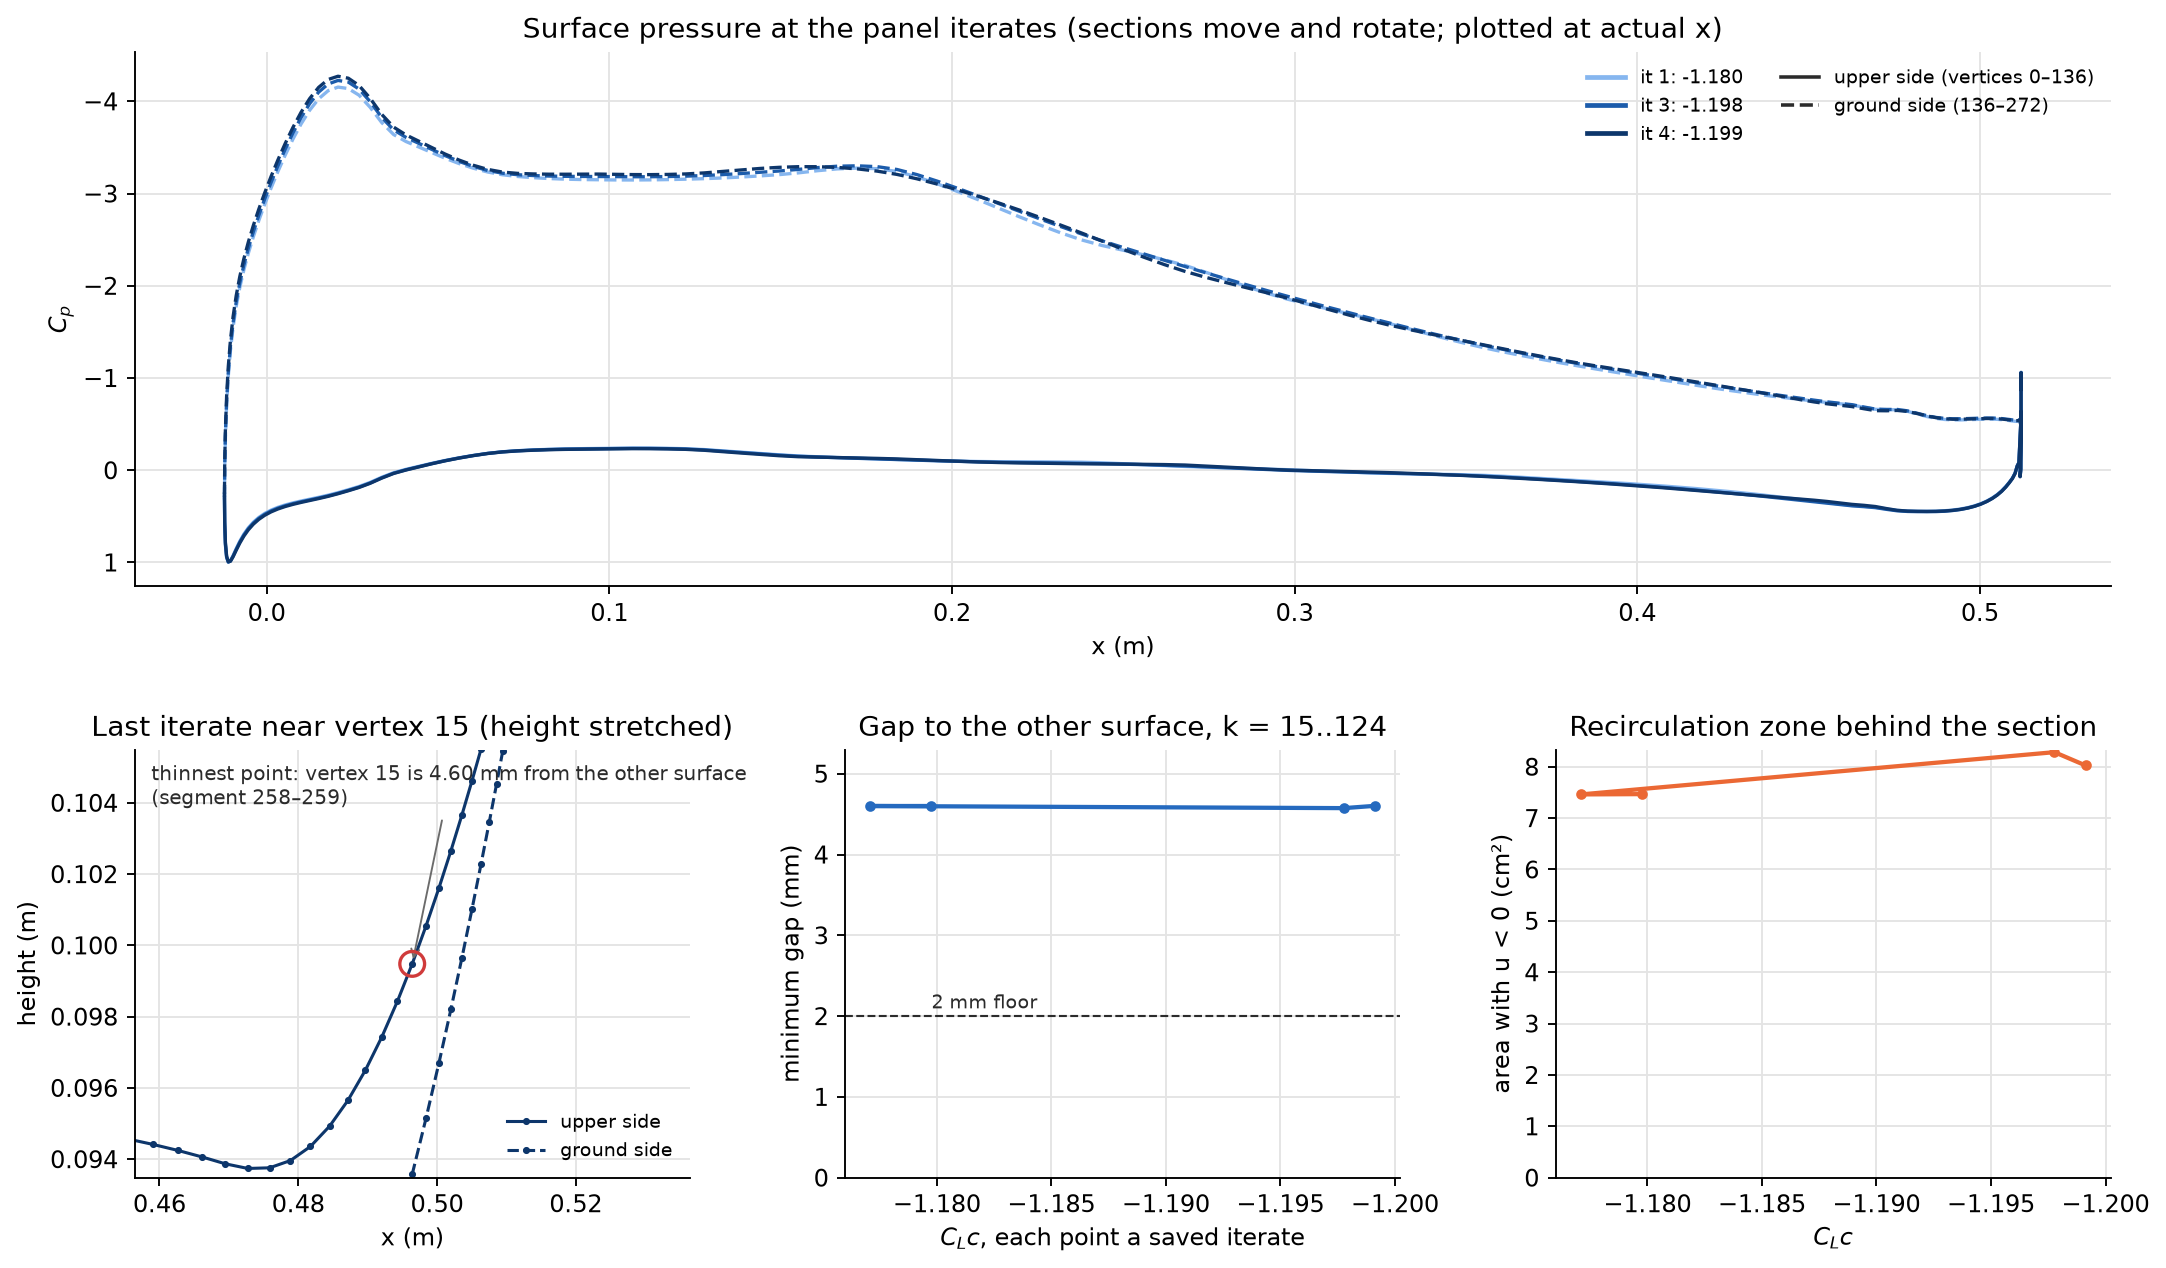 Surface pressure at the panel iterates (sections move and rotate; plotted at actual x)
it 1: -1.180
it 3: -1.198
it 4: -1.199
upper side (vertices 0–136)
ground side (136–272)
−4
−3
−2
−1
0
1
Cp
0.0 0.1 0.2 0.3 0.4 0.5
x (m)
Last iterate near vertex 15 (height stretched)
thinnest point: vertex 15 is 4.60 mm from the other surface
(segment 258–259)
0.104
0.102
0.100
0.098
0.096
0.094
height (m)
upper side
ground side
0.46 0.48 0.50 0.52
x (m)
Gap to the other surface, k = 15..124
5
4
3
2
1
0
minimum gap (mm)
2 mm floor
−1.180 −1.185 −1.190 −1.195 −1.200
CLc, each point a saved iterate
Recirculation zone behind the section
8
7
6
5
4
3
2
1
0
area with u < 0 (cm²)
−1.180 −1.185 −1.190 −1.195 −1.200
CLc